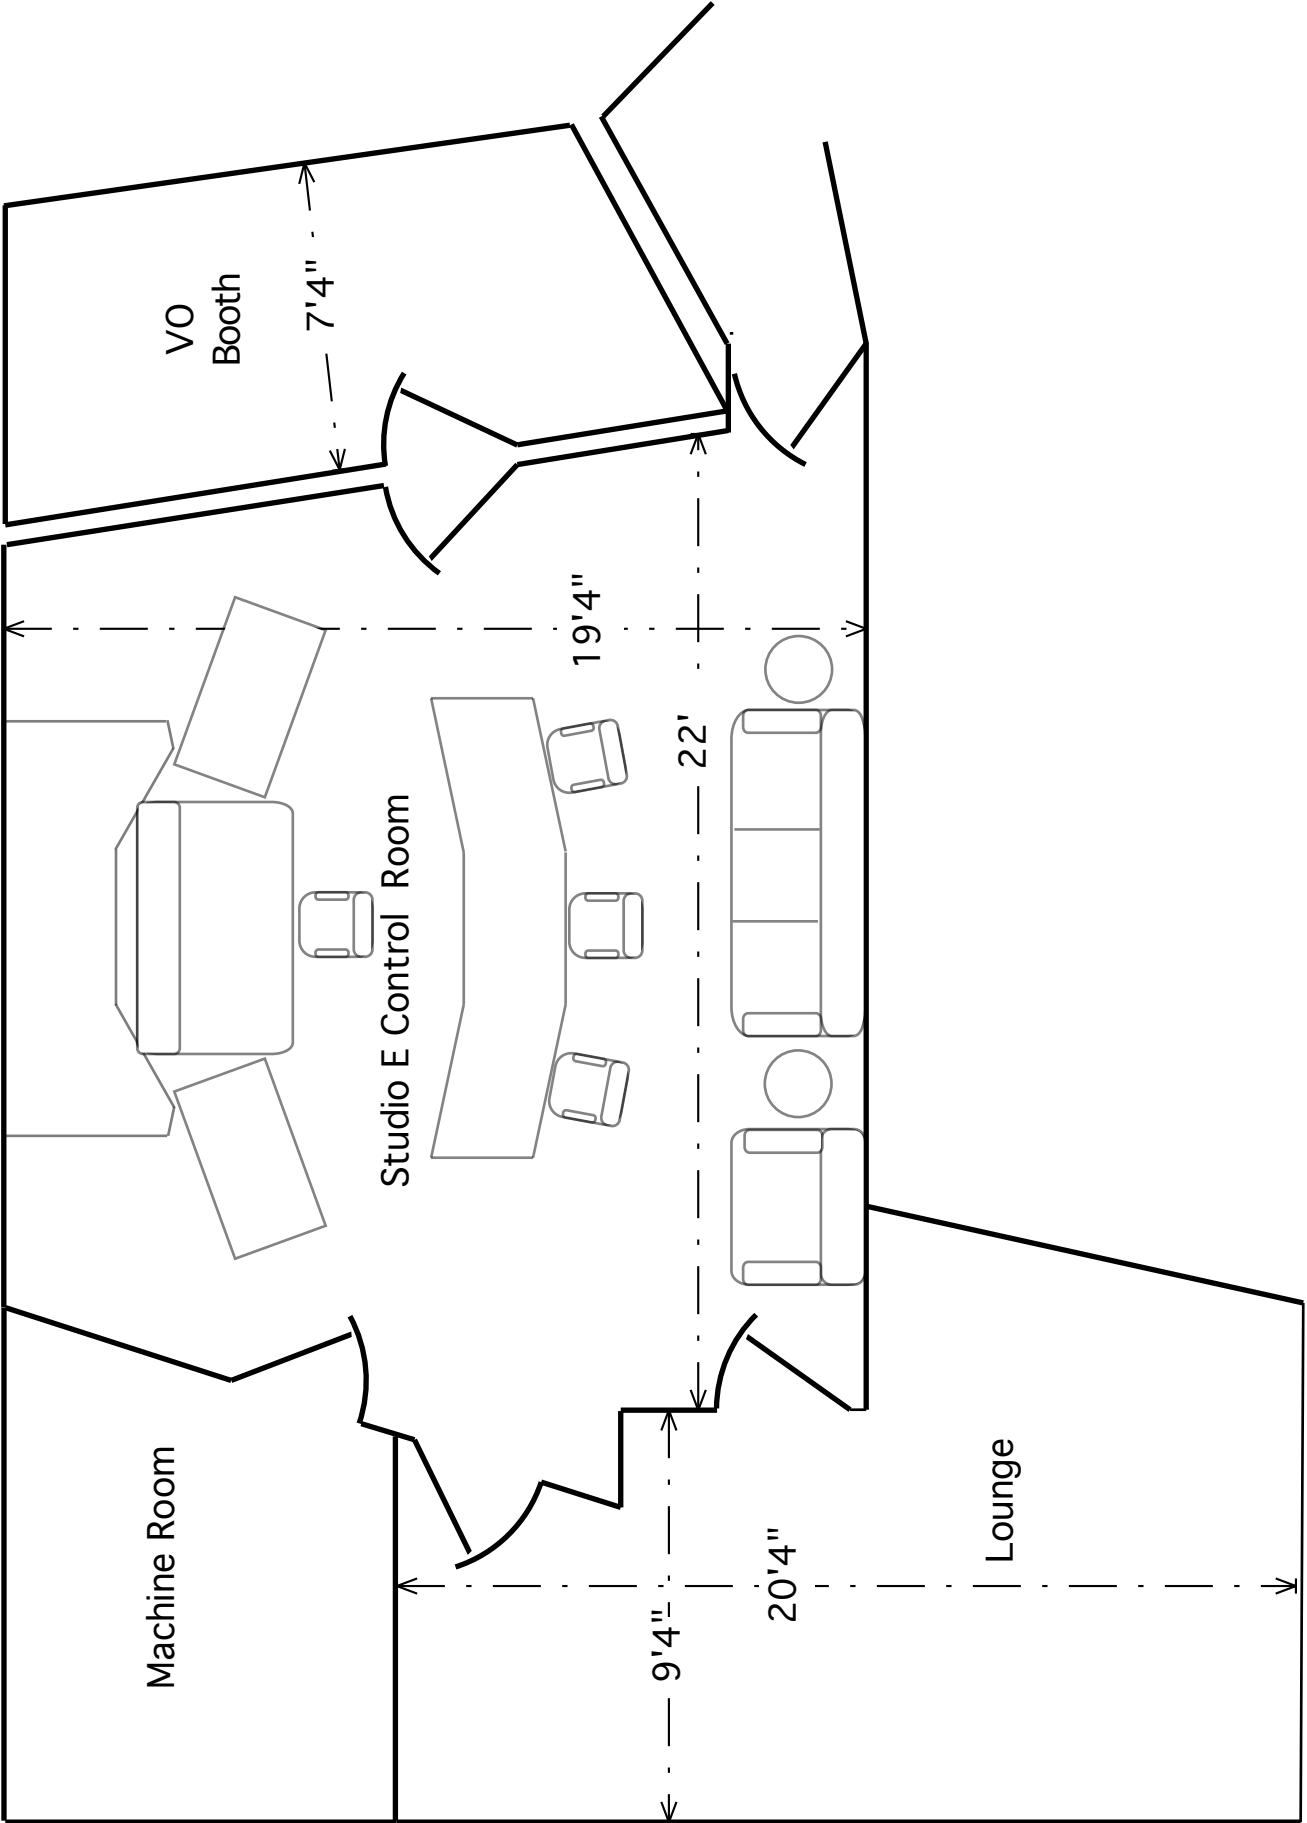 Machine Room
VO
Booth
7'4"
Studio E Control Room
19'4"
22'
9'4"
20'4"
Lounge